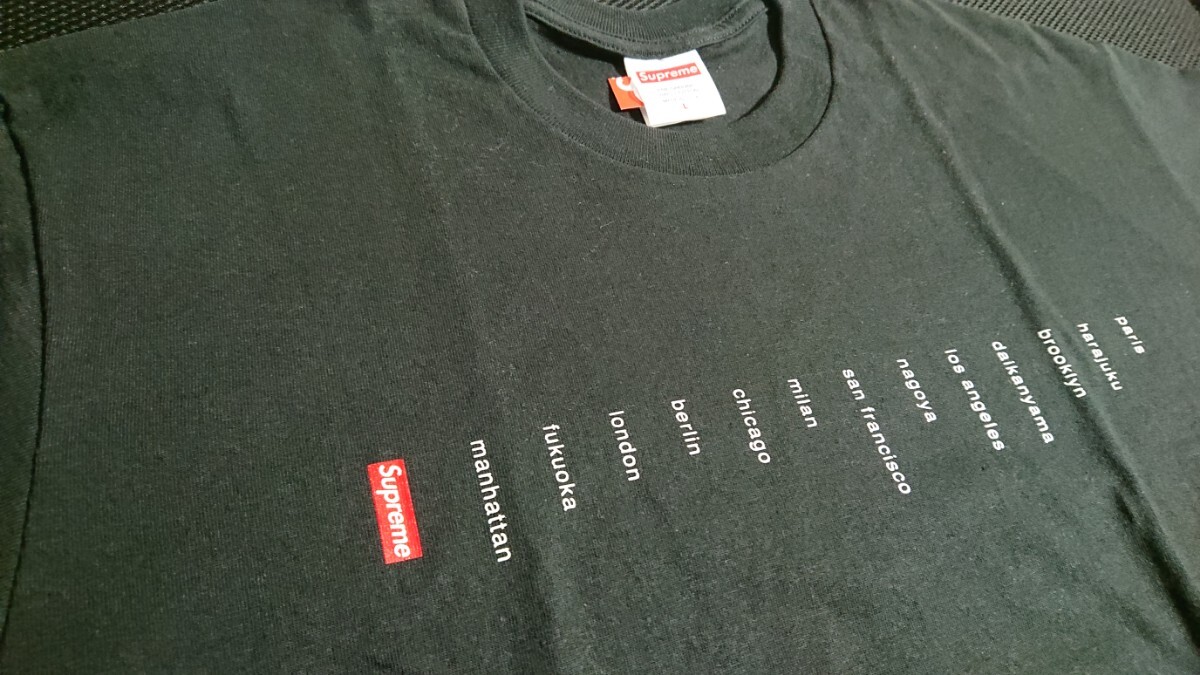 Supreme
L
Supreme
manhattan
fukuoka
london
berlin
chicago
milan
san francisco
nagoya
los angeles
daikanyama
brooklyn
harajuku
paris